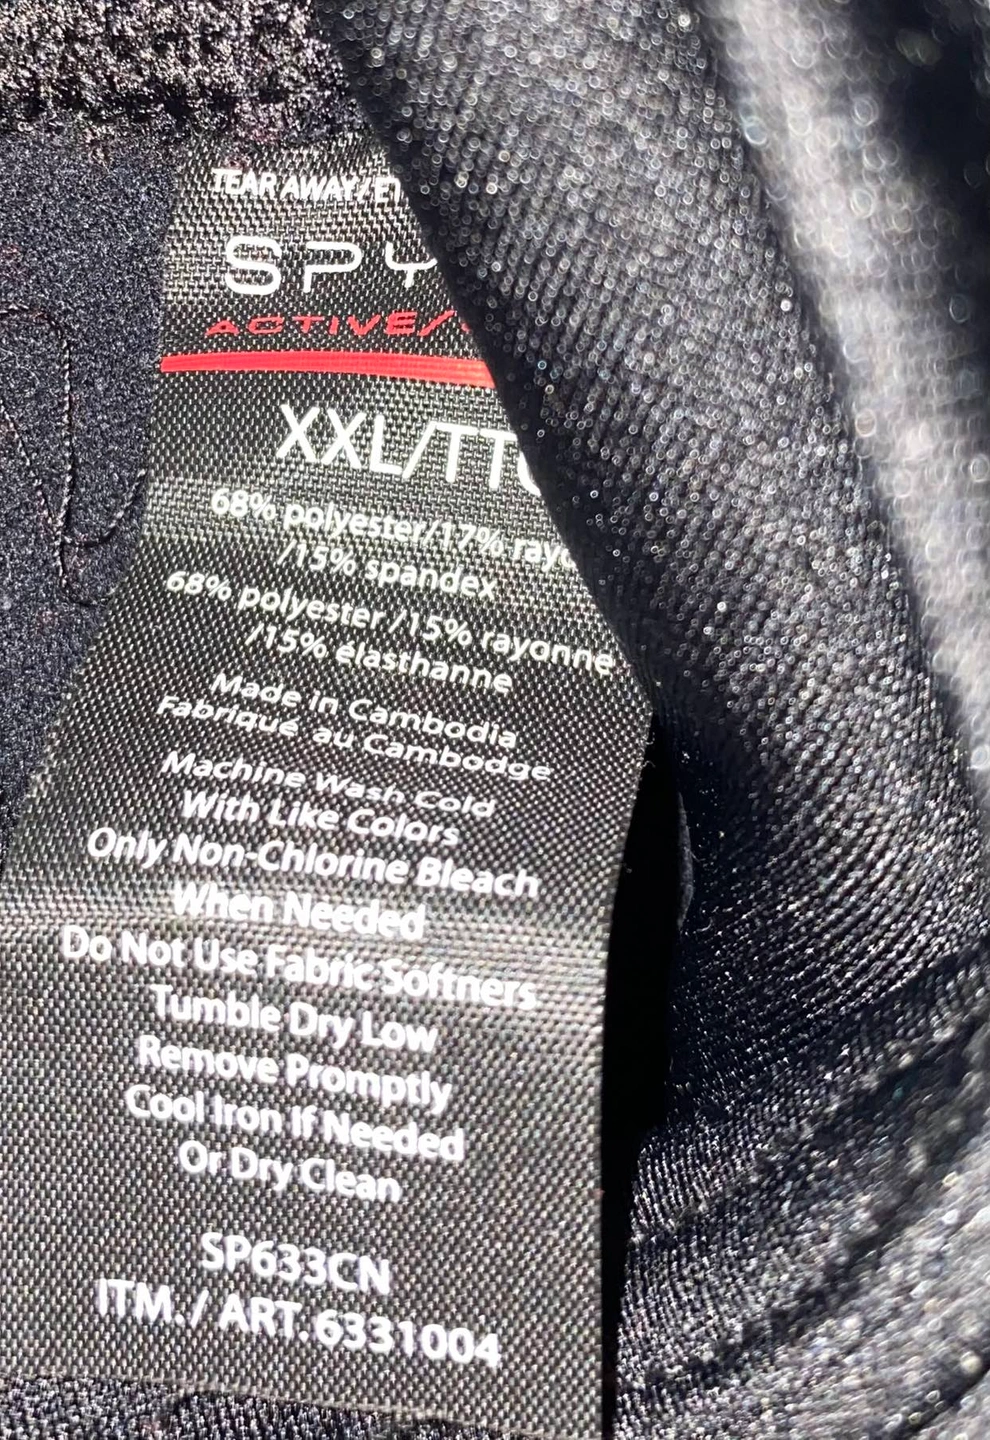 TEAR AWAY/
SPY
ACTIVE/
XXL/TT
68% polyester/17%
/15% spandex
68% polyester /15% rayonne
/15% élasthanne
Made in Cambodia
Fabriqué au Cambodge
Machine Wash Cold
With Like Colors
Only Non-Chlorine Bleach
When Needed
Do Not Use Fabric Softners
Tumble Dry Low
Remove Promptly
Cool Iron If Needed
Or Dry Clean
SP633CN
ITM. / ART. 6331004